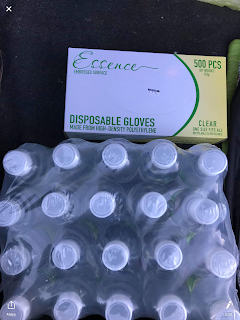 Essence
EMBOSSED SURFACE
500 PCS
DISPOSABLE GLOVES
MADE FROM HIGH-DENSITY POLYETHYLENE
CLEAR
ONE SIZE FITS ALL